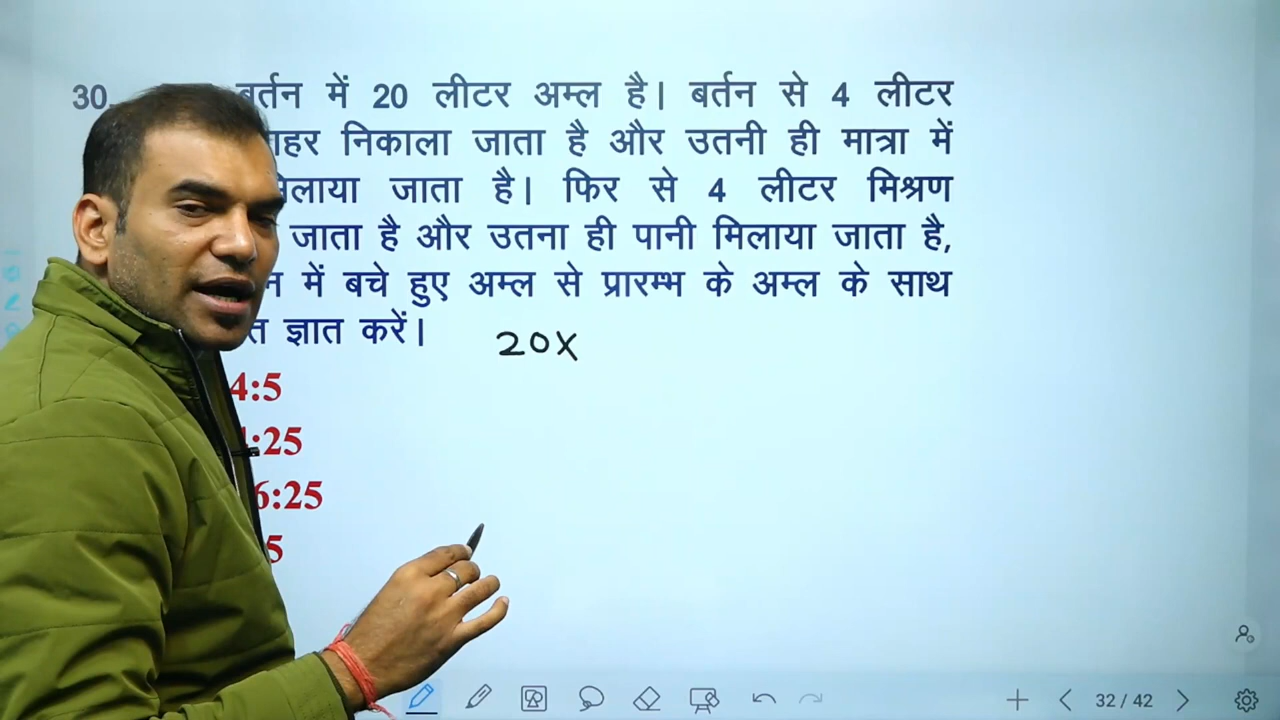 30. बर्तन में 20 लीटर अम्ल है। बर्तन से 4 लीटर
निकाला जाता है और उतनी ही मात्रा में
जाता है। फिर से 4 लीटर मिश्रण
जाता है और उतना ही पानी मिलाया जाता है,
में बचे हुए अम्ल से प्रारम्भ के अम्ल के साथ
ज्ञात करें।
20x
4:5
:25
6:25
5
32 / 42